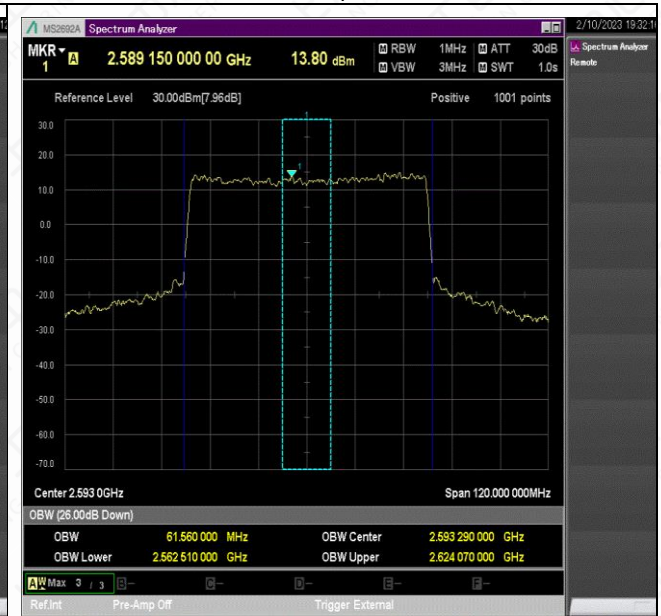 MS2692A Spectrum Analyzer
2/10/2023 19:32:1
MKR 1 A 2.589 150 000 00 GHz 13.80 dBm
M RBW 1MHz M ATT 30dB
M VBW 3MHz M SWT 1.0s
Spectrum Analyzer
Remote
Reference Level 30.00dBm[7.96dB] Positive 1001 points
30.0
20.0
10.0
0.0
-10.0
-20.0
-30.0
-40.0
-50.0
-60.0
-70.0
1
Center 2.593 0GHz Span 120.000 000MHz
OBW (26.00dB Down)
OBW 61.560 000 MHz OBW Center 2.593 290 000 GHz
OBW Lower 2.562 510 000 GHz OBW Upper 2.624 070 000 GHz
A W Max 3 / 3 B- C- D- E- F-
Ref.Int Pre-Amp Off Trigger External